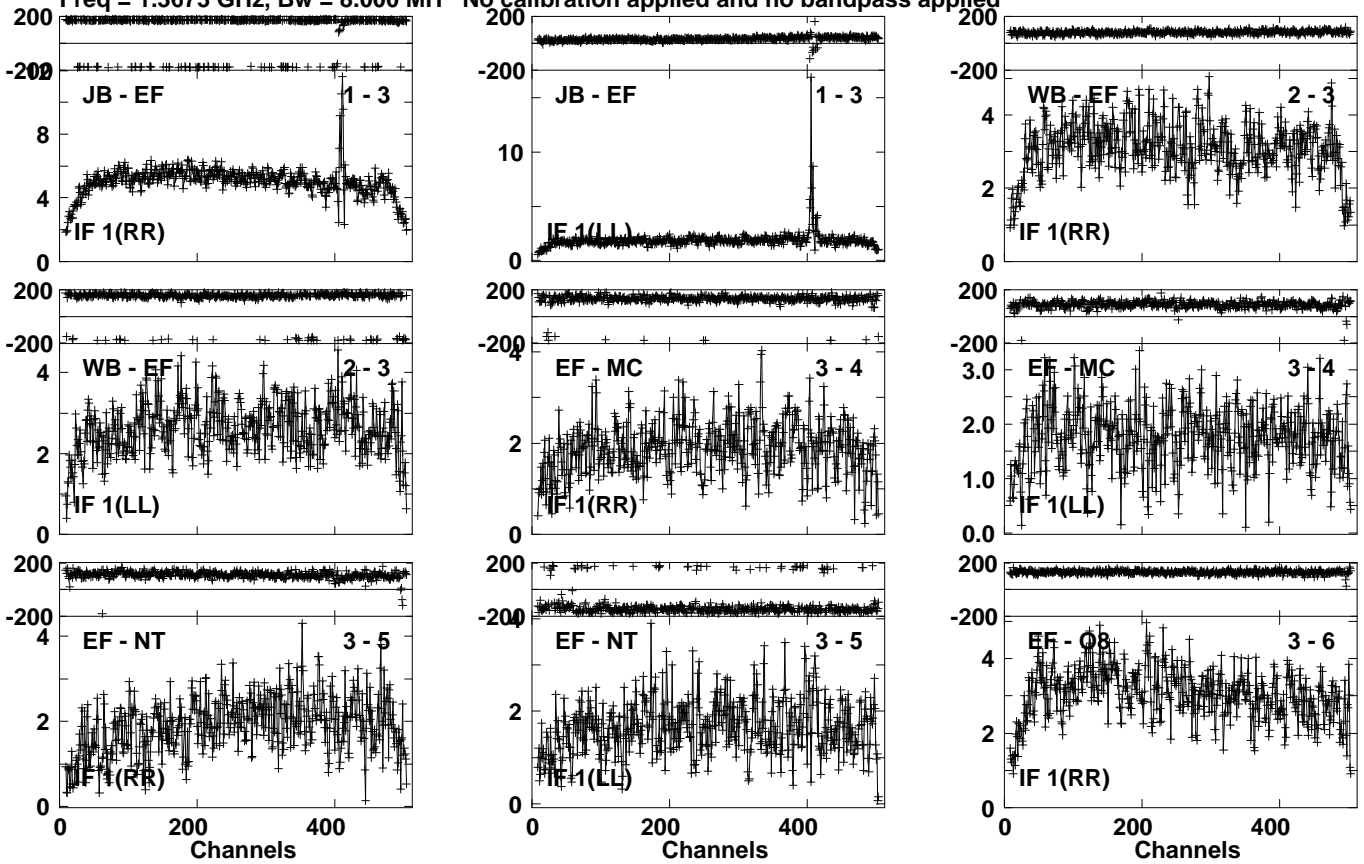 Freq = 1.3673 GHz, Bw = 8.000 MH No calibration applied and no bandpass applied
200
-200
12
8
4
0
JB - EF
1 - 3
IF 1(RR)
200
-200
10
0
JB - EF
1 - 3
IF 1(LL)
200
-200
4
2
0
WB - EF
2 - 3
IF 1(RR)
200
-200
4
2
0
WB - EF
2 - 3
IF 1(LL)
200
-200
4
2
0
EF - MC
3 - 4
IF 1(RR)
200
-200
3.0
2.0
1.0
0.0
EF - MC
3 - 4
IF 1(LL)
200
-200
4
2
0
EF - NT
3 - 5
IF 1(RR)
0 200 400
Channels
200
-200
4
2
0
EF - NT
3 - 5
IF 1(LL)
0 200 400
Channels
200
-200
4
2
0
EF - O8
3 - 6
IF 1(RR)
0 200 400
Channels